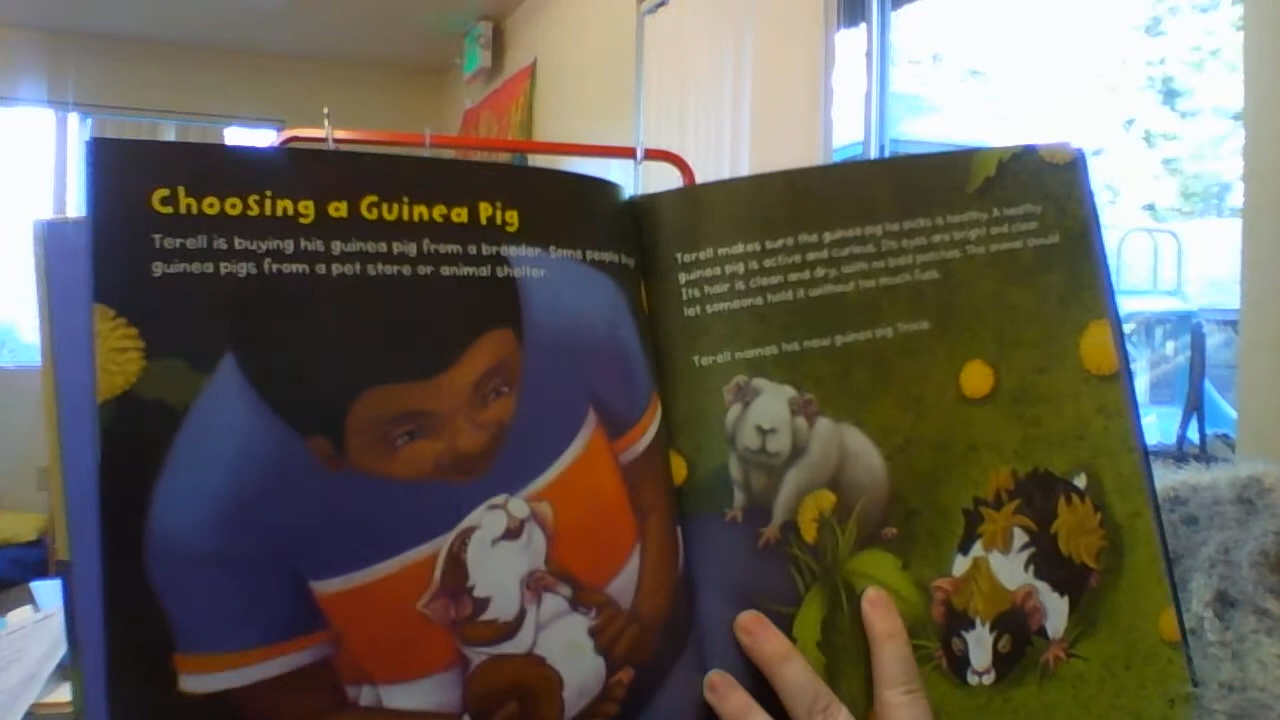 Choosing a Guinea Pig
Terell is buying his guinea pig from a breeder. Some people buy
guinea pigs from a pet store or animal shelter.
Terell makes sure the guinea pig he picks is healthy. A healthy
guinea pig is active and curious. Its eyes are bright and clear.
Its hair is clean and dry, with no bald patches. The animal should
let someone hold it without too much fuss.
Terell names his new guinea pig Trixie.
7